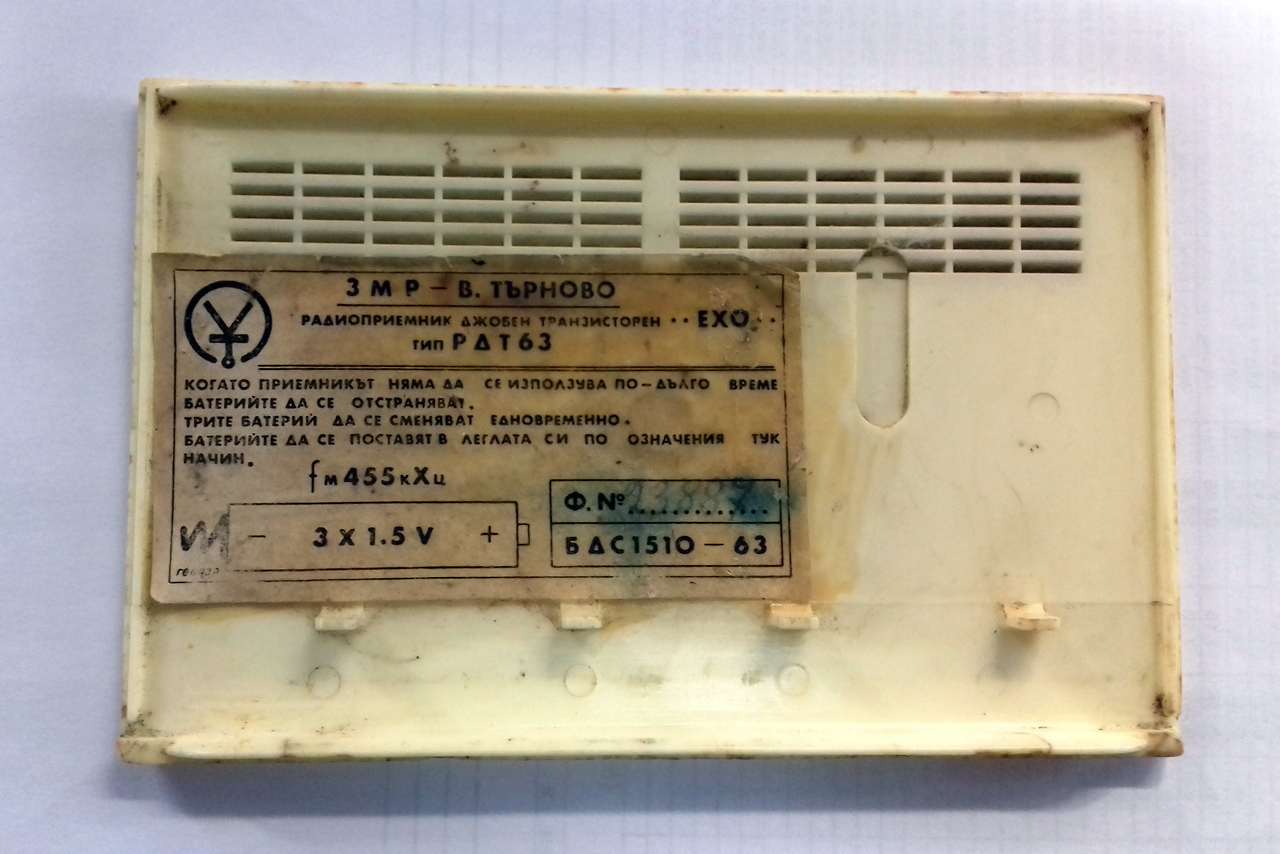 ЗМР – В. ТЪРНОВО
РАДИОПРИЕМНИК ДЖОБЕН ТРАНЗИСТОРЕН ··ЕХО··
тип РДТ63
КОГАТО ПРИЕМНИКЪТ НЯМА ДА СЕ ИЗПОЛЗУВА ПО – ДЪЛГО ВРЕМЕ
БАТЕРИЙТЕ ДА СЕ ОТСТРАНЯВАТ.
ТРИТЕ БАТЕРИЙ ДА СЕ СМЕНЯВАТ ЕДНОВРЕМЕННО.
БАТЕРИЙТЕ ДА СЕ ПОСТАВЯТ В ЛЕГЛАТА СИ ПО ОЗНАЧЕНИЯ ТУК
НАЧИН.
fм 455 кХц
Ф. №
– 3 X 1.5 V +
БДС1510 – 63